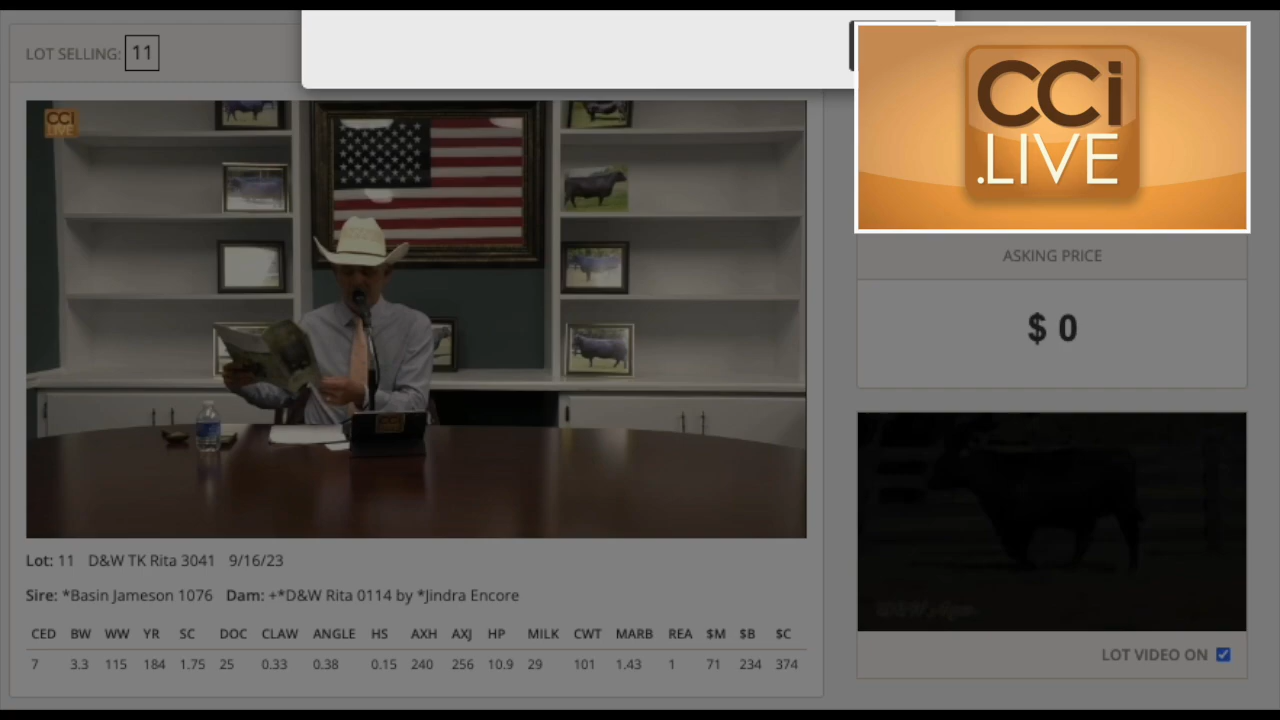 LOT SELLING: 11
CCi
.LIVE
CCI
LIVE
ASKING PRICE
$ 0
Lot: 11 D&W TK Rita 3041 9/16/23
Sire: *Basin Jameson 1076 Dam: +*D&W Rita 0114 by *Jindra Encore
CED BW WW YR SC DOC CLAW ANGLE HS AXH AXJ HP MILK CWT MARB REA $M $B $C
7 3.3 115 184 1.75 25 0.33 0.38 0.15 240 256 10.9 29 101 1.43 1 71 234 374
LOT VIDEO ON